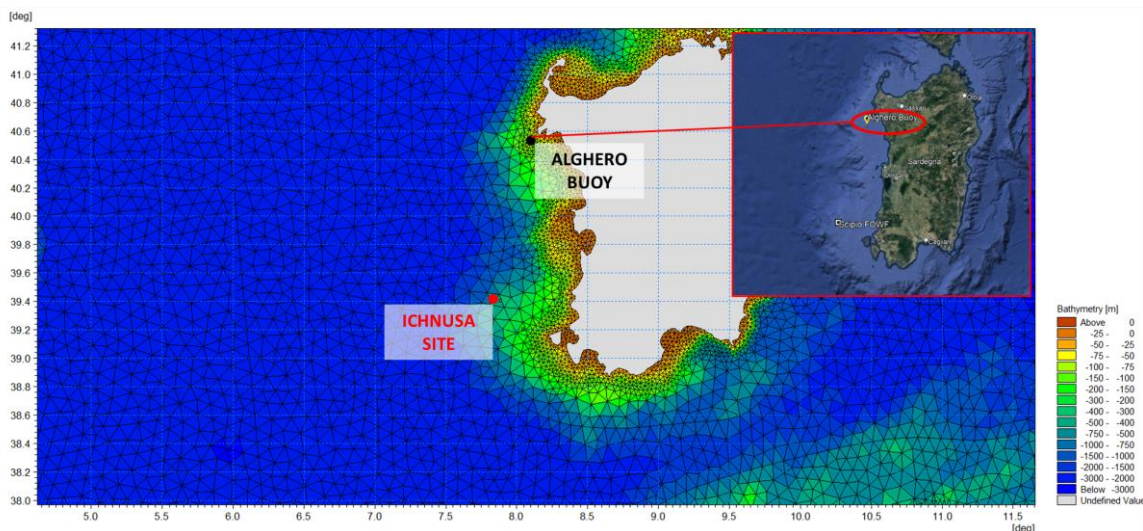 [deg]
41.2
41.0
40.8
40.6
40.4
40.2
40.0
39.8
39.6
39.4
39.2
39.0
38.8
38.6
38.4
38.2
38.0
ALGHERO
BUOY
ICHNUSA
SITE
Alghero Buoy
Sardegna
Scipio FOWF
Cagliari
5.0 5.5 6.0 6.5 7.0 7.5 8.0 8.5 9.0 9.5 10.0 10.5 11.0 11.5
[deg]
Bathymetry [m]
Above 0
-25 - 0
-50 - -25
-75 - -50
-100 - -75
-150 - -100
-200 - -150
-300 - -200
-400 - -300
-500 - -400
-750 - -500
-1000 - -750
-1500 - -1000
-2000 - -1500
-3000 - -2000
Below -3000
Undefined Value